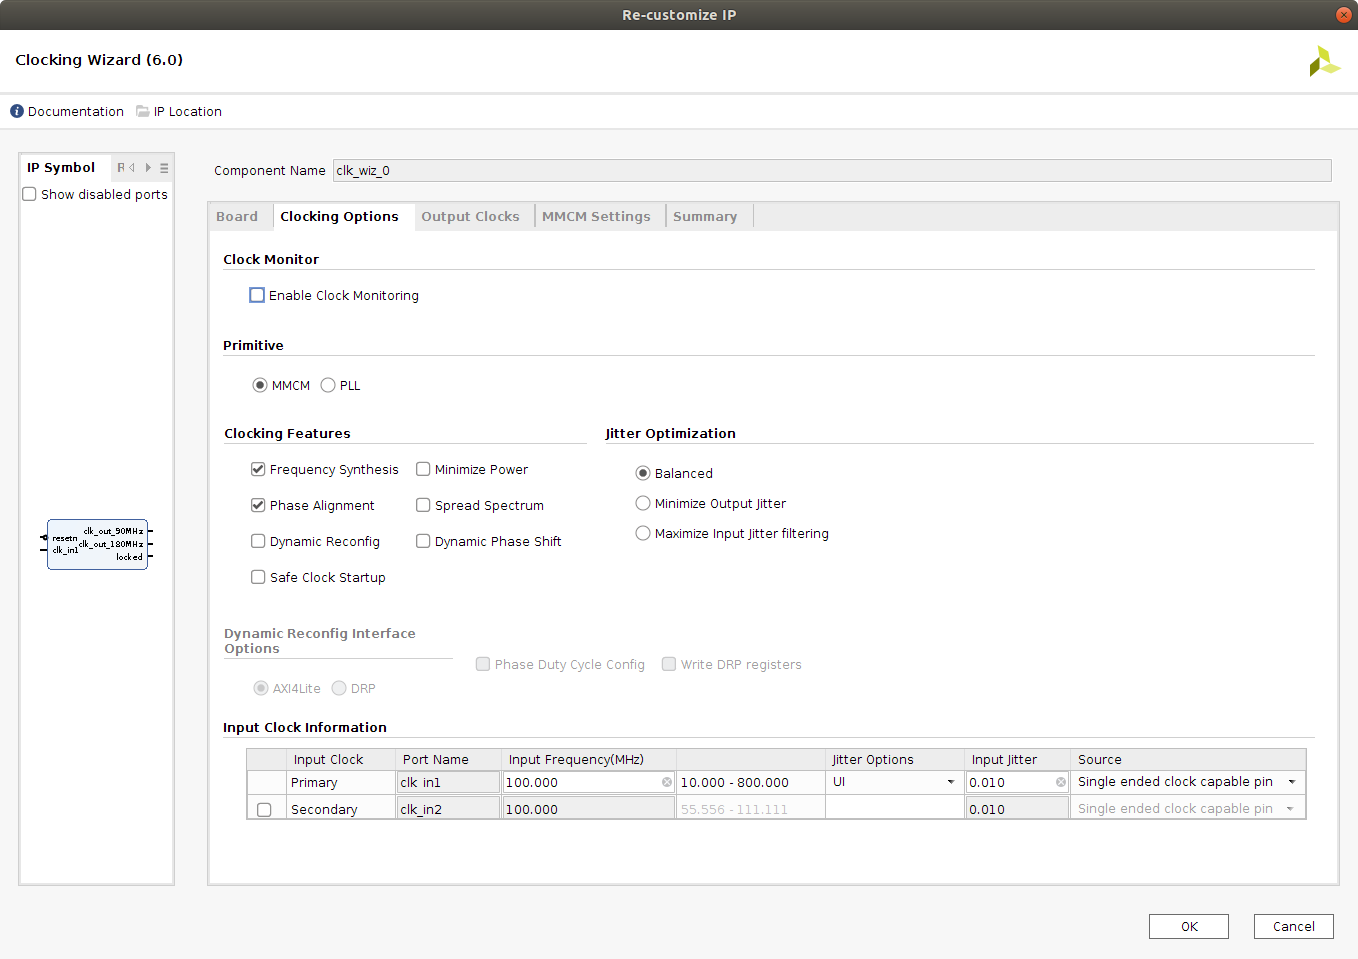 Re-customize IP
Clocking Wizard (6.0)
Documentation IP Location
IP Symbol
Show disabled ports
resetn
clk_in1
clk_out_90MHz
clk_out_180MHz
locked
Component Name clk_wiz_0
Board Clocking Options Output Clocks MMCM Settings Summary
Clock Monitor
Enable Clock Monitoring
Primitive
MMCM PLL
Clocking Features
Frequency Synthesis Minimize Power
Phase Alignment Spread Spectrum
Dynamic Reconfig Dynamic Phase Shift
Safe Clock Startup
Jitter Optimization
Balanced
Minimize Output Jitter
Maximize Input Jitter filtering
Dynamic Reconfig Interface
Options
AXI4Lite DRP
Phase Duty Cycle Config Write DRP registers
Input Clock Information
Input Clock Port Name Input Frequency(MHz) Jitter Options Input Jitter Source
Primary clk_in1 100.000 10.000 - 800.000 UI 0.010 Single ended clock capable pin
Secondary clk_in2 100.000 55.556 - 111.111 0.010 Single ended clock capable pin
OK Cancel